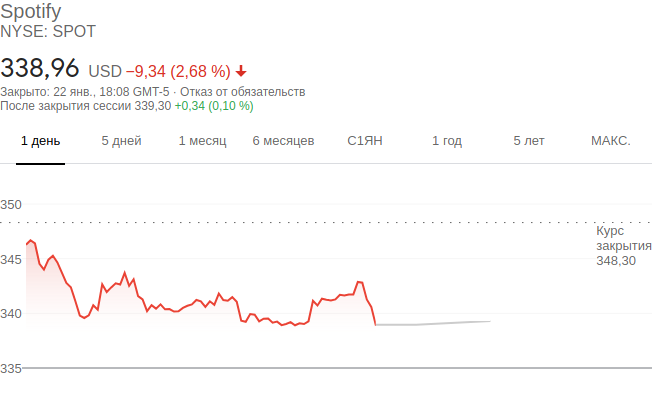 Spotify
NYSE: SPOT
338,96 USD −9,34 (2,68 %)
Закрыто: 22 янв., 18:08 GMT-5 · Отказ от обязательств
После закрытия сессии 339,30 +0,34 (0,10 %)
1 день 5 дней 1 месяц 6 месяцев С1ЯН 1 год 5 лет МАКС.
350
Курс
закрытия
345 348,30
340
335